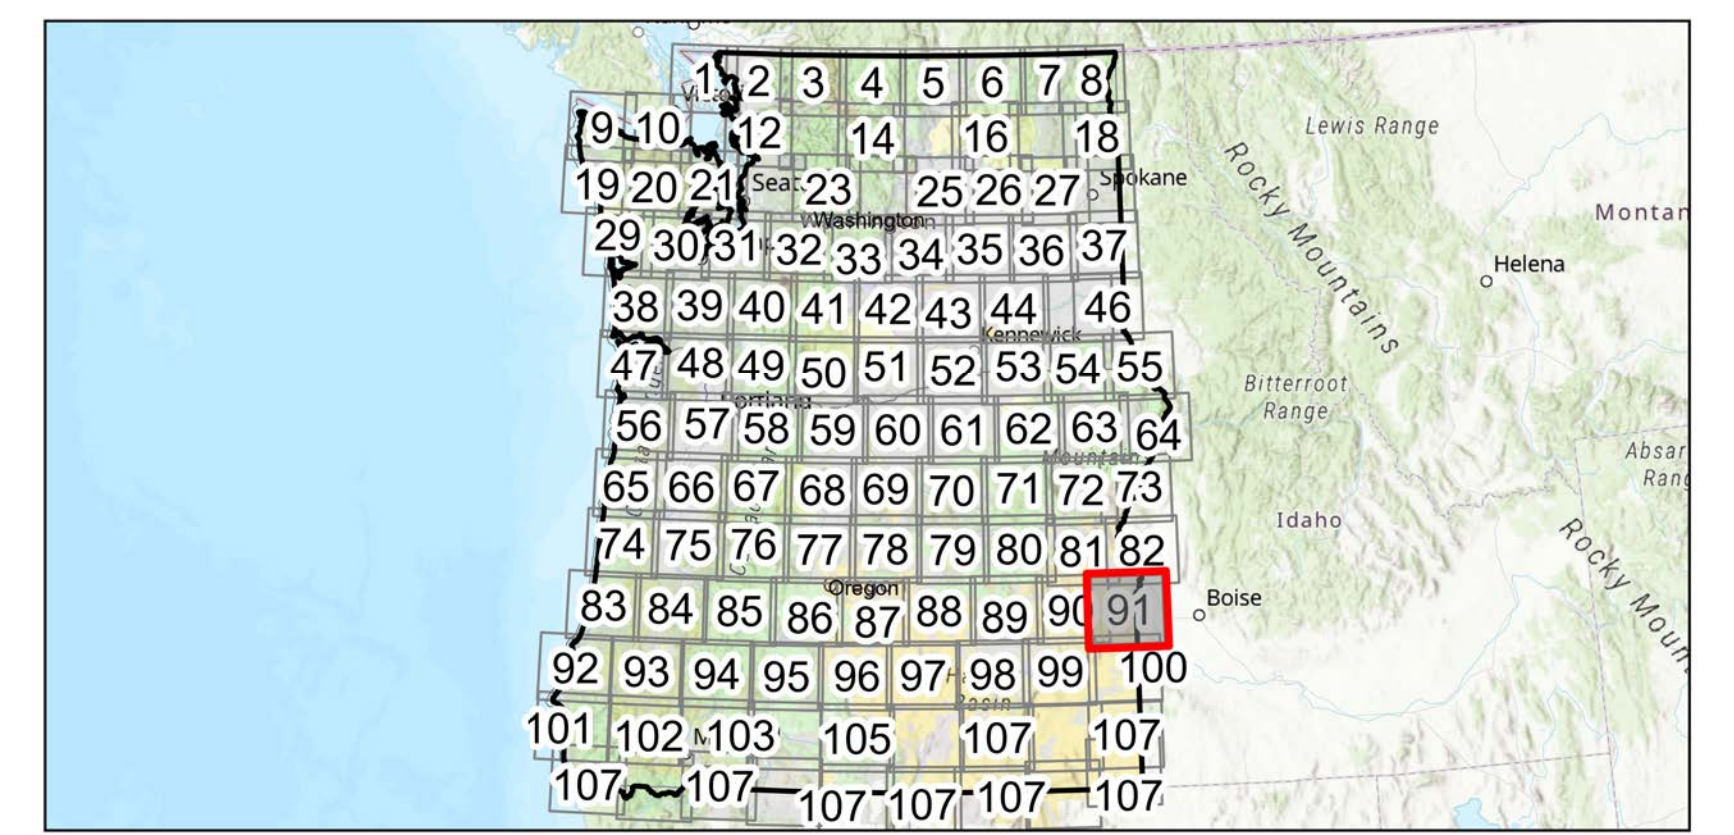 1 2 3 4 5 6 7 8
Lewis Range
9 10 12 14 16 18
19 20 21 Seat 23 25 26 27 Spokane
Rocky Mountains
Washington
Montan
29 30 31 32 33 34 35 36 37
Helena
38 39 40 41 42 43 44 46
Kennewick
47 48 49 50 51 52 53 54 55
Bitterroot
Range
Portland
56 57 58 59 60 61 62 63 64
Absar
Rang
Mountain
65 66 67 68 69 70 71 72 73
Idaho
Rocky Moun
74 75 76 77 78 79 80 81 82
Oregon
83 84 85 86 87 88 89 90 91
Boise
92 93 94 95 96 97 98 99 100
Basin
101 102 103 105 107 107
107 107 107 107 107 107